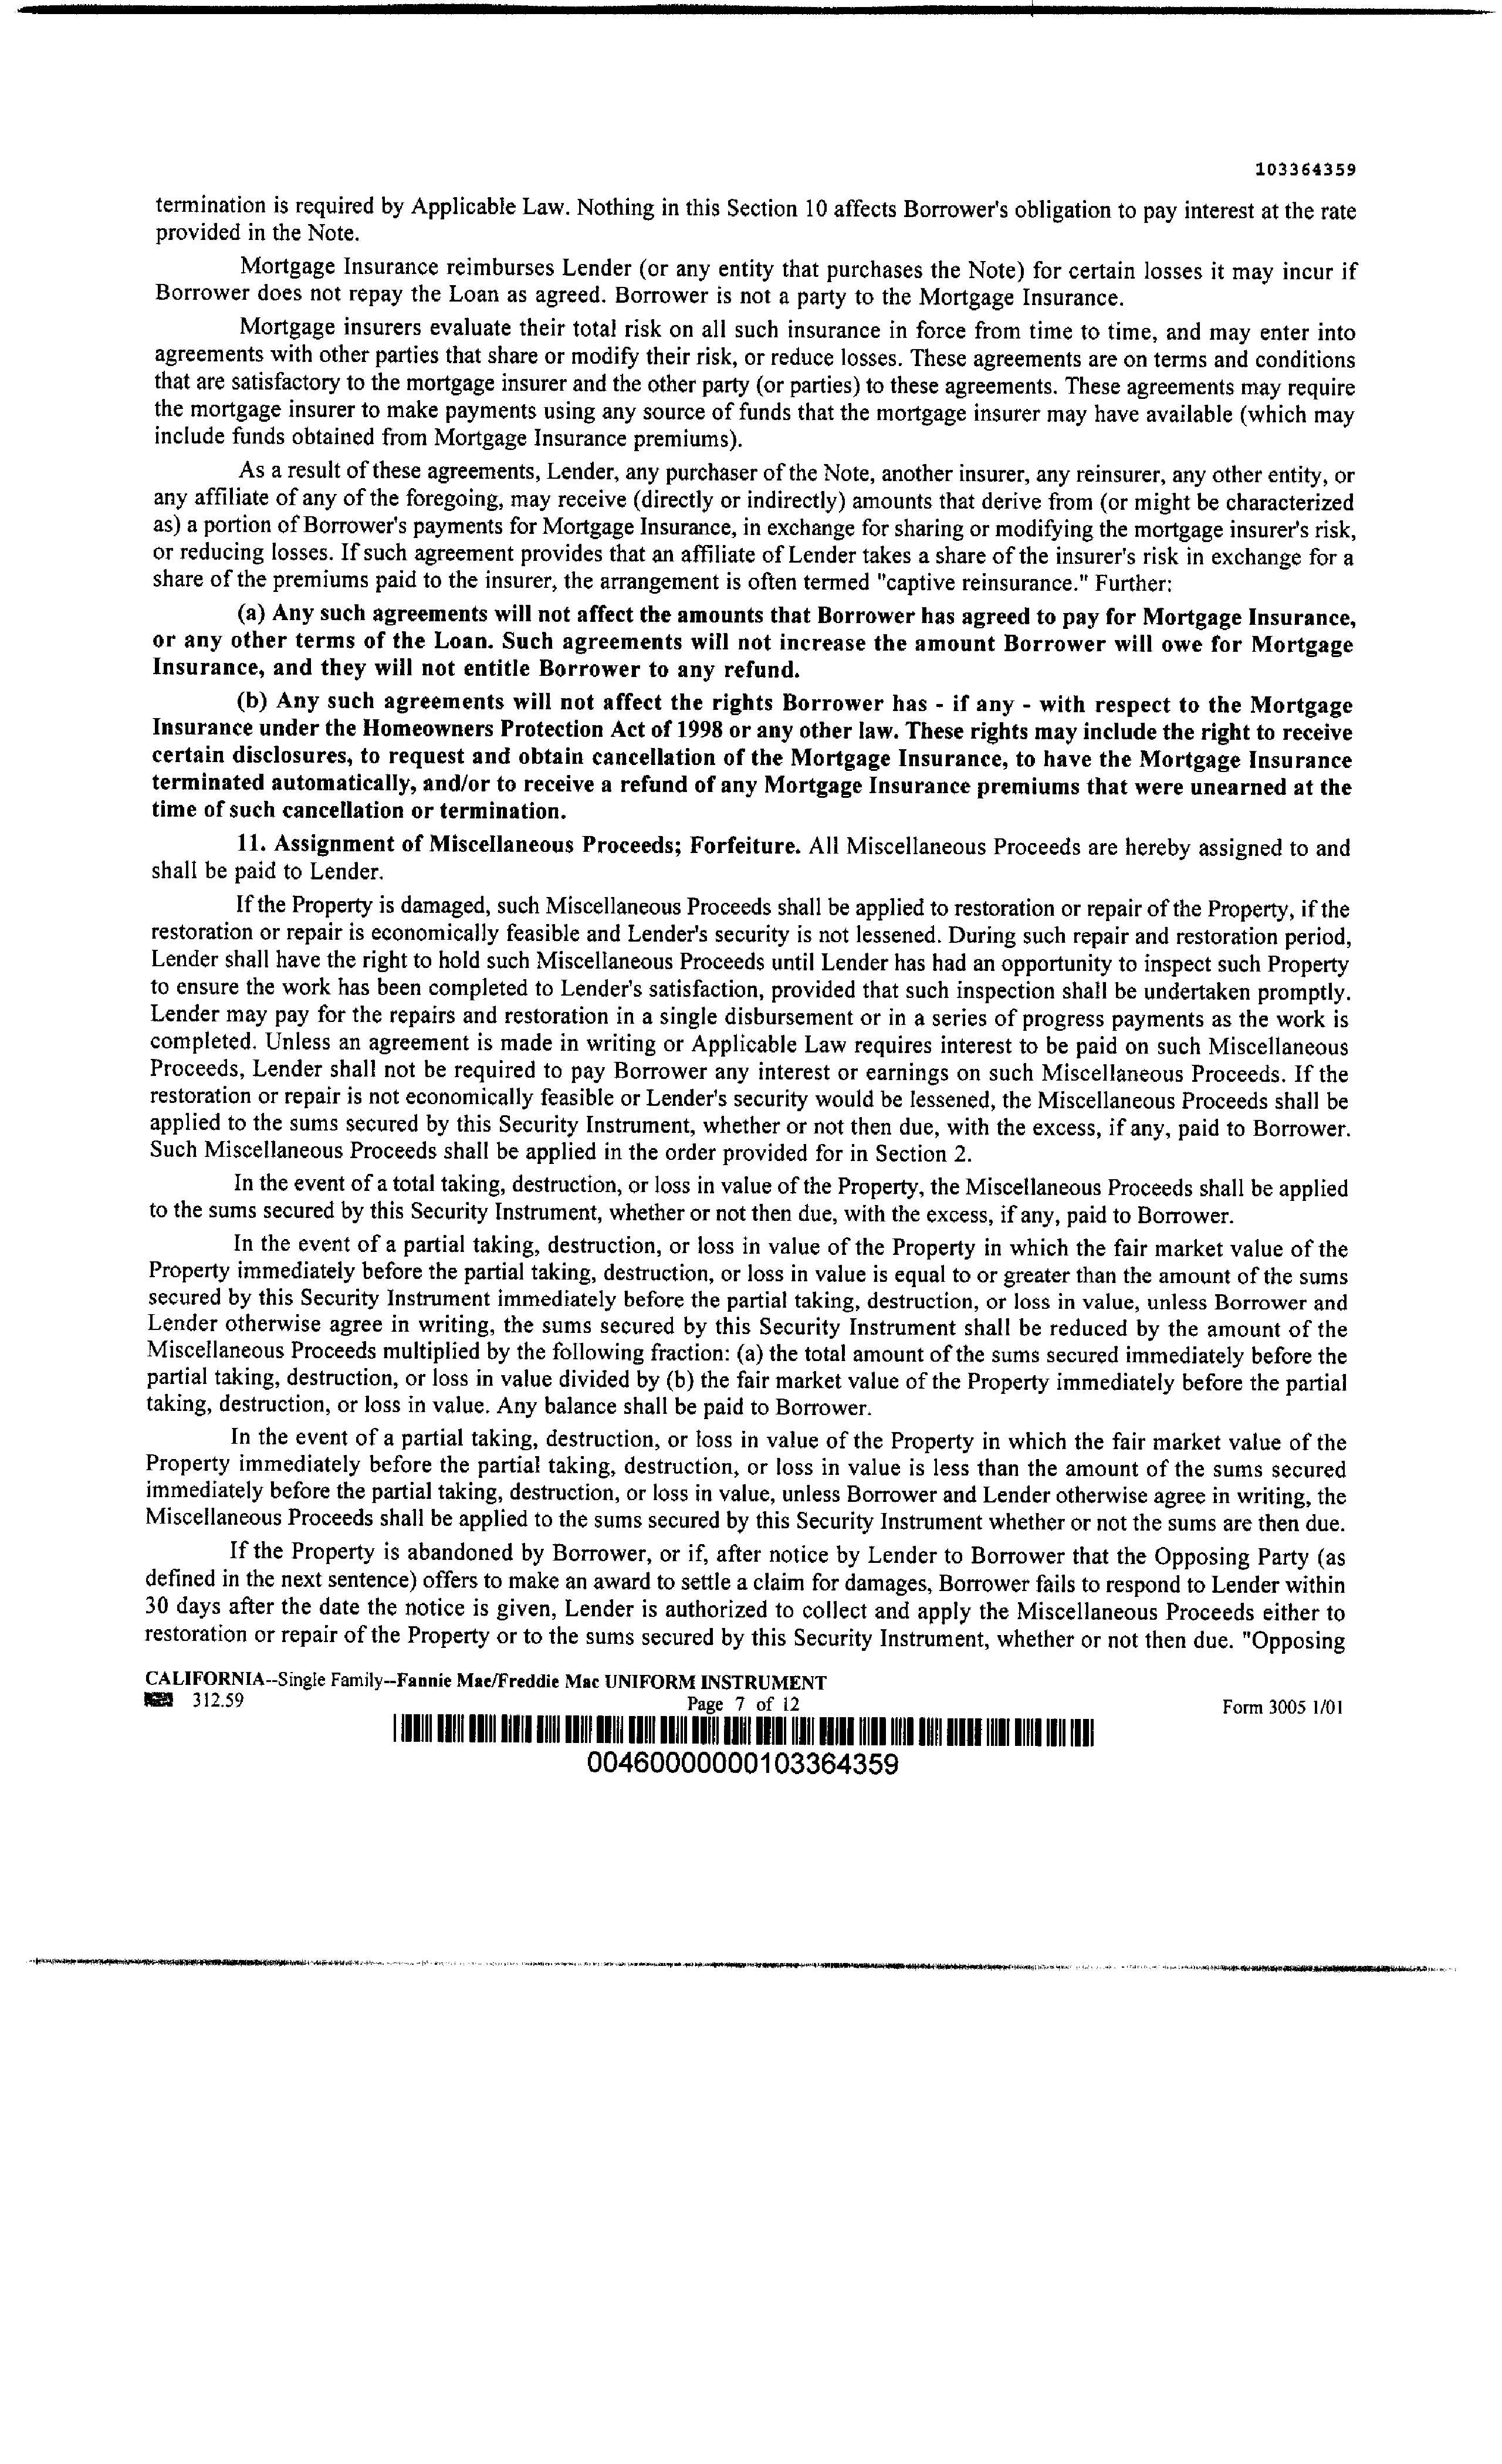 103364359
termination is required by Applicable Law. Nothing in this Section 10 affects Borrower's obligation to pay interest at the rate
provided in the Note.
Mortgage Insurance reimburses Lender (or any entity that purchases the Note) for certain losses it may incur if
Borrower does not repay the Loan as agreed. Borrower is not a party to the Mortgage Insurance.
Mortgage insurers evaluate their total risk on all such insurance in force from time to time, and may enter into
agreements with other parties that share or modify their risk, or reduce losses. These agreements are on terms and conditions
that are satisfactory to the mortgage insurer and the other party (or parties) to these agreements. These agreements may require
the mortgage insurer to make payments using any source of funds that the mortgage insurer may have available (which may
include funds obtained from Mortgage Insurance premiums).
As a result of these agreements, Lender, any purchaser of the Note, another insurer, any reinsurer, any other entity, or
any affiliate of any of the foregoing, may receive (directly or indirectly) amounts that derive from (or might be characterized
as) a portion of Borrower's payments for Mortgage Insurance, in exchange for sharing or modifying the mortgage insurer's risk,
or reducing losses. If such agreement provides that an affiliate of Lender takes a share of the insurer's risk in exchange for a
share of the premiums paid to the insurer, the arrangement is often termed "captive reinsurance." Further:
(a) Any such agreements will not affect the amounts that Borrower has agreed to pay for Mortgage Insurance,
or any other terms of the Loan. Such agreements will not increase the amount Borrower will owe for Mortgage
Insurance, and they will not entitle Borrower to any refund.
(b) Any such agreements will not affect the rights Borrower has - if any - with respect to the Mortgage
Insurance under the Homeowners Protection Act of 1998 or any other law. These rights may include the right to receive
certain disclosures, to request and obtain cancellation of the Mortgage Insurance, to have the Mortgage Insurance
terminated automatically, and/or to receive a refund of any Mortgage Insurance premiums that were unearned at the
time of such cancellation or termination.
11. Assignment of Miscellaneous Proceeds; Forfeiture. All Miscellaneous Proceeds are hereby assigned to and
shall be paid to Lender.
If the Property is damaged, such Miscellaneous Proceeds shall be applied to restoration or repair of the Property, if the
restoration or repair is economically feasible and Lender's security is not lessened. During such repair and restoration period,
Lender shall have the right to hold such Miscellaneous Proceeds until Lender has had an opportunity to inspect such Property
to ensure the work has been completed to Lender's satisfaction, provided that such inspection shall be undertaken promptly.
Lender may pay for the repairs and restoration in a single disbursement or in a series of progress payments as the work is
completed. Unless an agreement is made in writing or Applicable Law requires interest to be paid on such Miscellaneous
Proceeds, Lender shall not be required to pay Borrower any interest or earnings on such Miscellaneous Proceeds. If the
restoration or repair is not economically feasible or Lender's security would be lessened, the Miscellaneous Proceeds shall be
applied to the sums secured by this Security Instrument, whether or not then due, with the excess, if any, paid to Borrower.
Such Miscellaneous Proceeds shall be applied in the order provided for in Section 2.
In the event of a total taking, destruction, or loss in value of the Property, the Miscellaneous Proceeds shall be applied
to the sums secured by this Security Instrument, whether or not then due, with the excess, if any, paid to Borrower.
In the event of a partial taking, destruction, or loss in value of the Property in which the fair market value of the
Property immediately before the partial taking, destruction, or loss in value is equal to or greater than the amount of the sums
secured by this Security Instrument immediately before the partial taking, destruction, or loss in value, unless Borrower and
Lender otherwise agree in writing, the sums secured by this Security Instrument shall be reduced by the amount of the
Miscellaneous Proceeds multiplied by the following fraction: (a) the total amount of the sums secured immediately before the
partial taking, destruction, or loss in value divided by (b) the fair market value of the Property immediately before the partial
taking, destruction, or loss in value. Any balance shall be paid to Borrower.
In the event of a partial taking, destruction, or loss in value of the Property in which the fair market value of the
Property immediately before the partial taking, destruction, or loss in value is less than the amount of the sums secured
immediately before the partial taking, destruction, or loss in value, unless Borrower and Lender otherwise agree in writing, the
Miscellaneous Proceeds shall be applied to the sums secured by this Security Instrument whether or not the sums are then due.
If the Property is abandoned by Borrower, or if, after notice by Lender to Borrower that the Opposing Party (as
defined in the next sentence) offers to make an award to settle a claim for damages, Borrower fails to respond to Lender within
30 days after the date the notice is given, Lender is authorized to collect and apply the Miscellaneous Proceeds either to
restoration or repair of the Property or to the sums secured by this Security Instrument, whether or not then due. "Opposing
CALIFORNIA--Single Family--Fannie Mae/Freddie Mac UNIFORM INSTRUMENT
312.59 Page 7 of 12 Form 3005 1/01
00460000000103364359